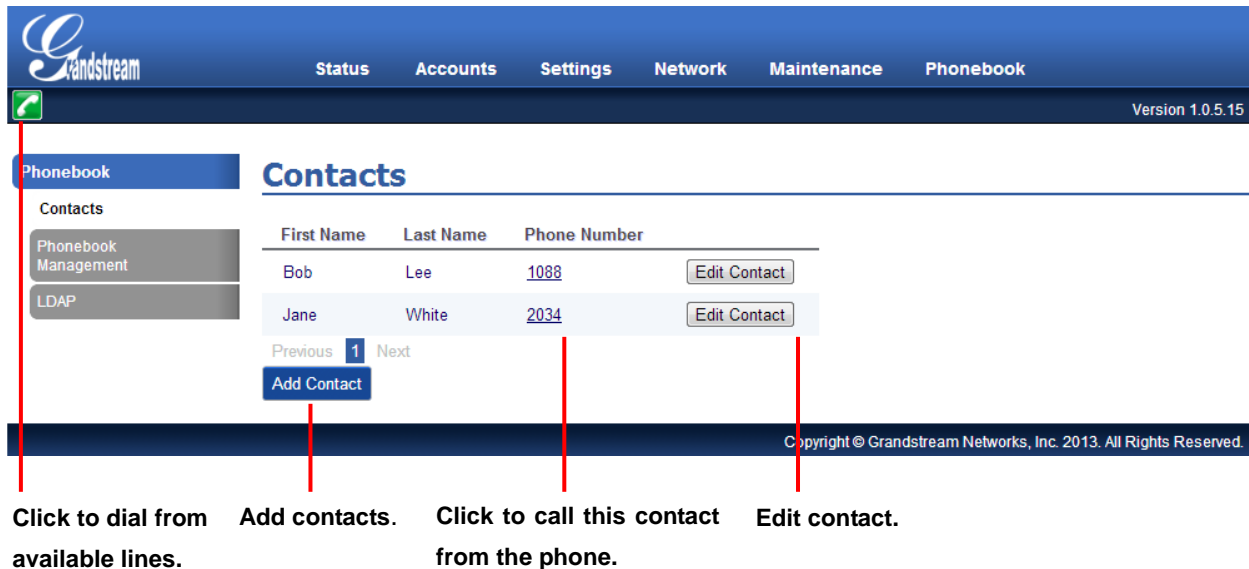 Grandstream
Status Accounts Settings Network Maintenance Phonebook
Version 1.0.5.15
Phonebook
Contacts
Contacts
Phonebook
Management
LDAP
First Name Last Name Phone Number
Bob Lee 1088 Edit Contact
Jane White 2034 Edit Contact
Previous 1 Next
Add Contact
Copyright © Grandstream Networks, Inc. 2013. All Rights Reserved.
Click to dial from
available lines.
Add contacts.
Click to call this contact
from the phone.
Edit contact.